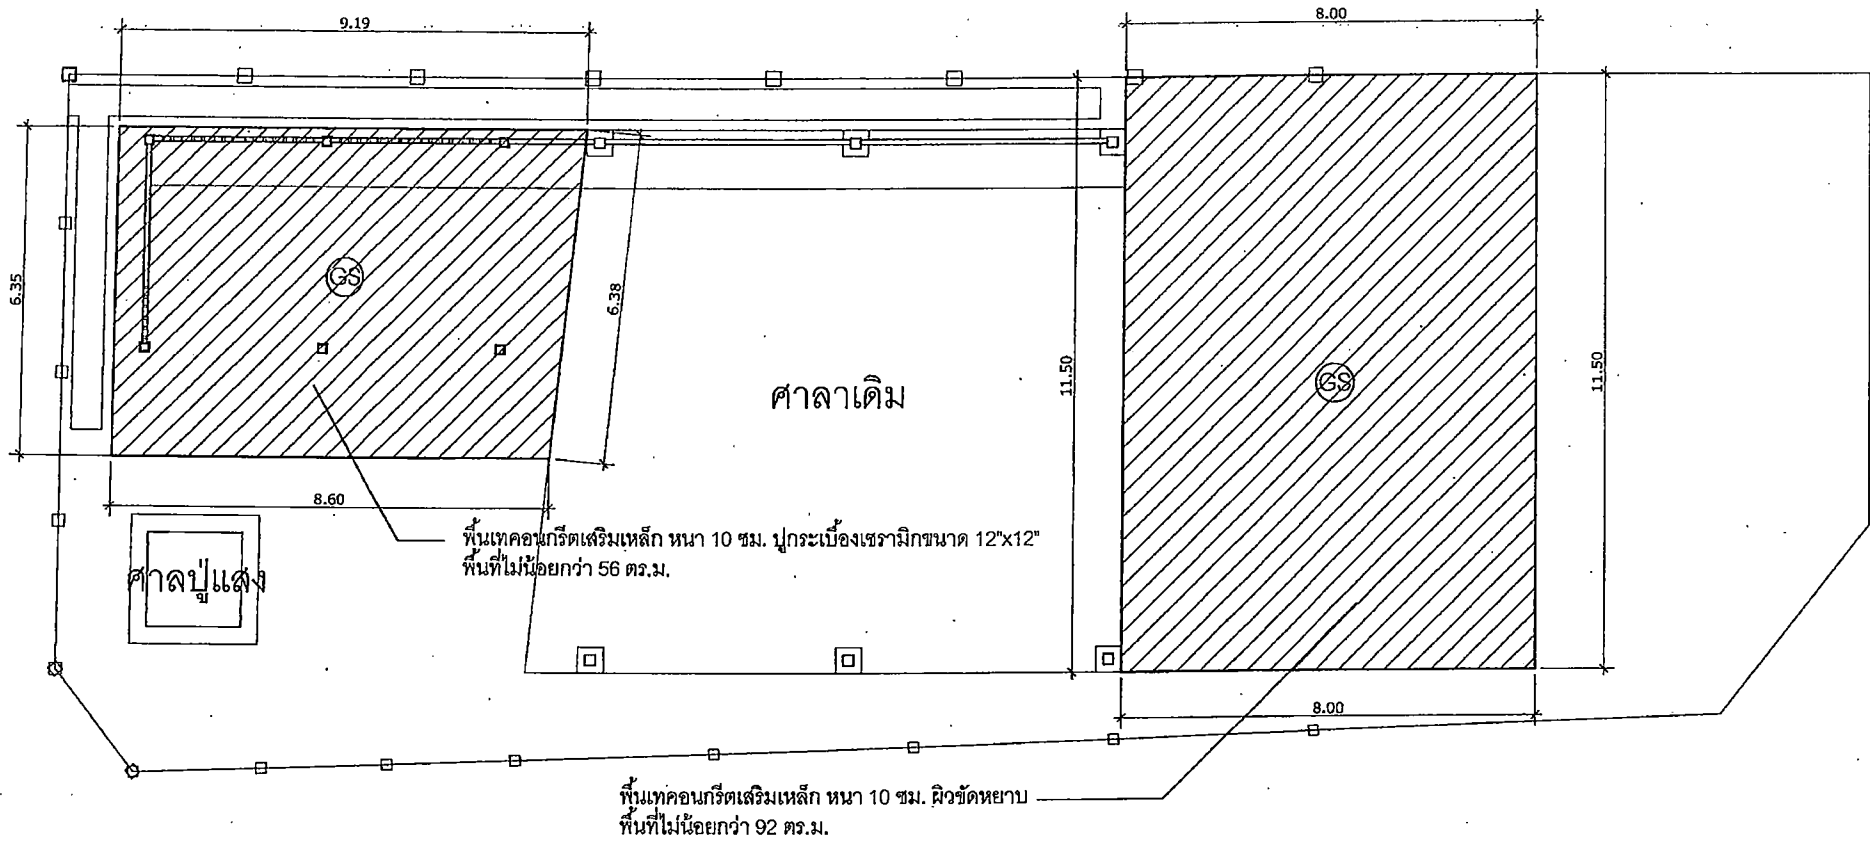 9.19
8.00
6.35
GS
6.38
11.50
ศาลาเดิม
GS
11.50
8.60
พื้นเทคอนกรีตเสริมเหล็ก หนา 10 ซม. ปูกระเบื้องเซรามิกขนาด 12"x12"
พื้นที่ไม่น้อยกว่า 56 ตร.ม.
ศาลปู่แสง
8.00
พื้นเทคอนกรีตเสริมเหล็ก หนา 10 ซม. ผิวขัดหยาบ
พื้นที่ไม่น้อยกว่า 92 ตร.ม.